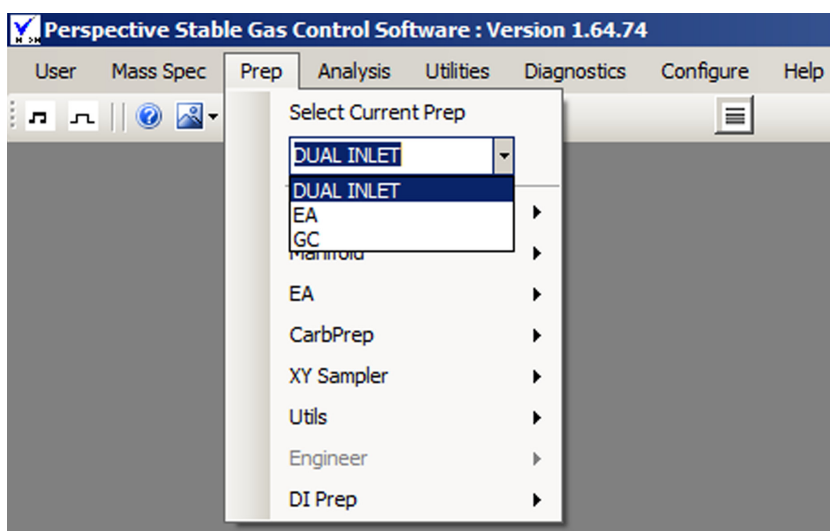 Perspective Stable Gas Control Software : Version 1.64.74
User Mass Spec Prep Analysis Utilities Diagnostics Configure Help
Select Current Prep
DUAL INLET
DUAL INLET
EA
GC
Manifold
EA
CarbPrep
XY Sampler
Utils
Engineer
DI Prep